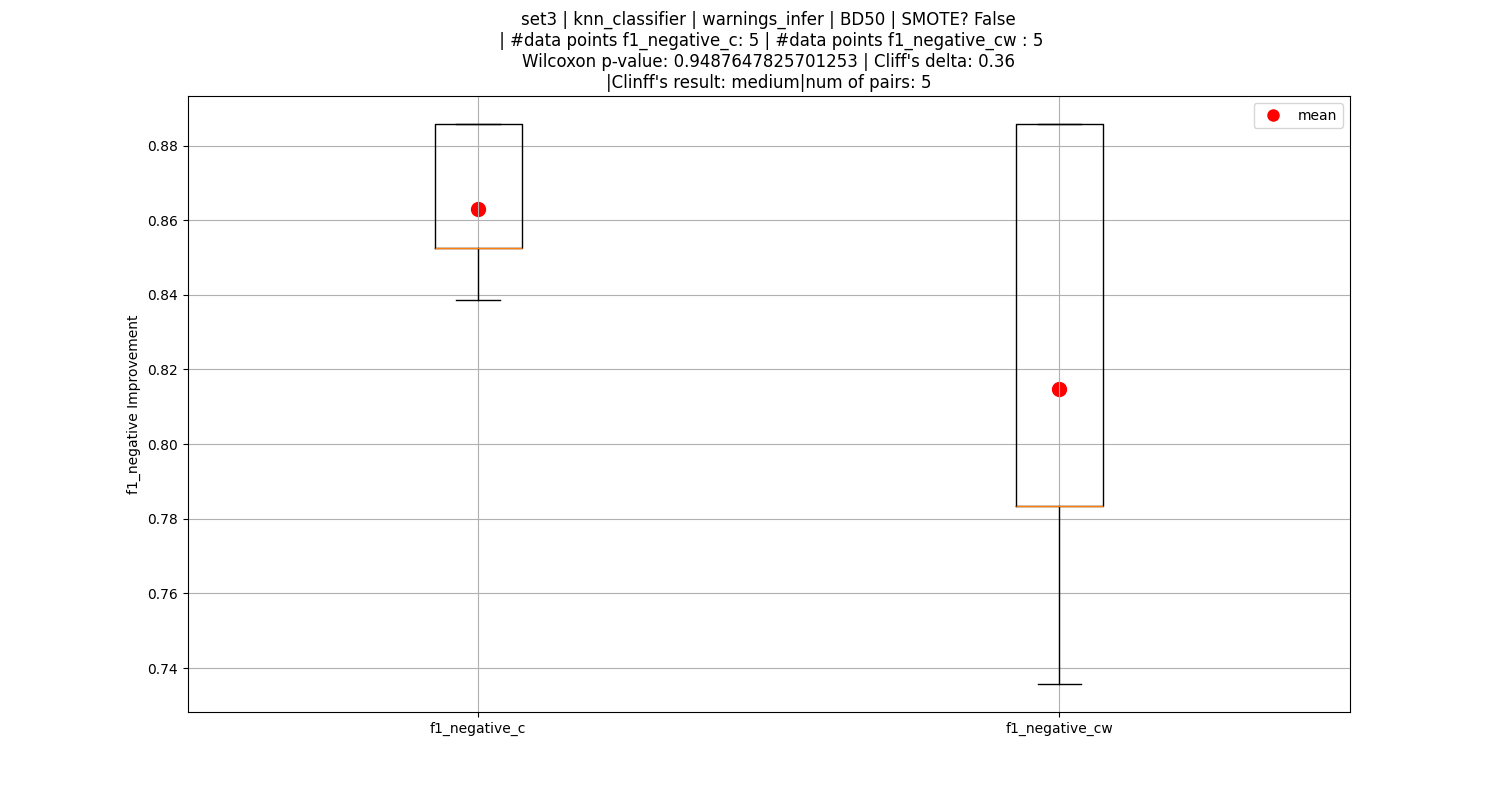 set3 | knn_classifier | warnings_infer | BD50 | SMOTE? False
| #data points f1_negative_c: 5 | #data points f1_negative_cw : 5
Wilcoxon p-value: 0.9487647825701253 | Cliff's delta: 0.36
|Clinff's result: medium|num of pairs: 5
mean
0.88
0.86
0.84
0.82
0.80
0.78
0.76
0.74
f1_negative Improvement
f1_negative_c
f1_negative_cw